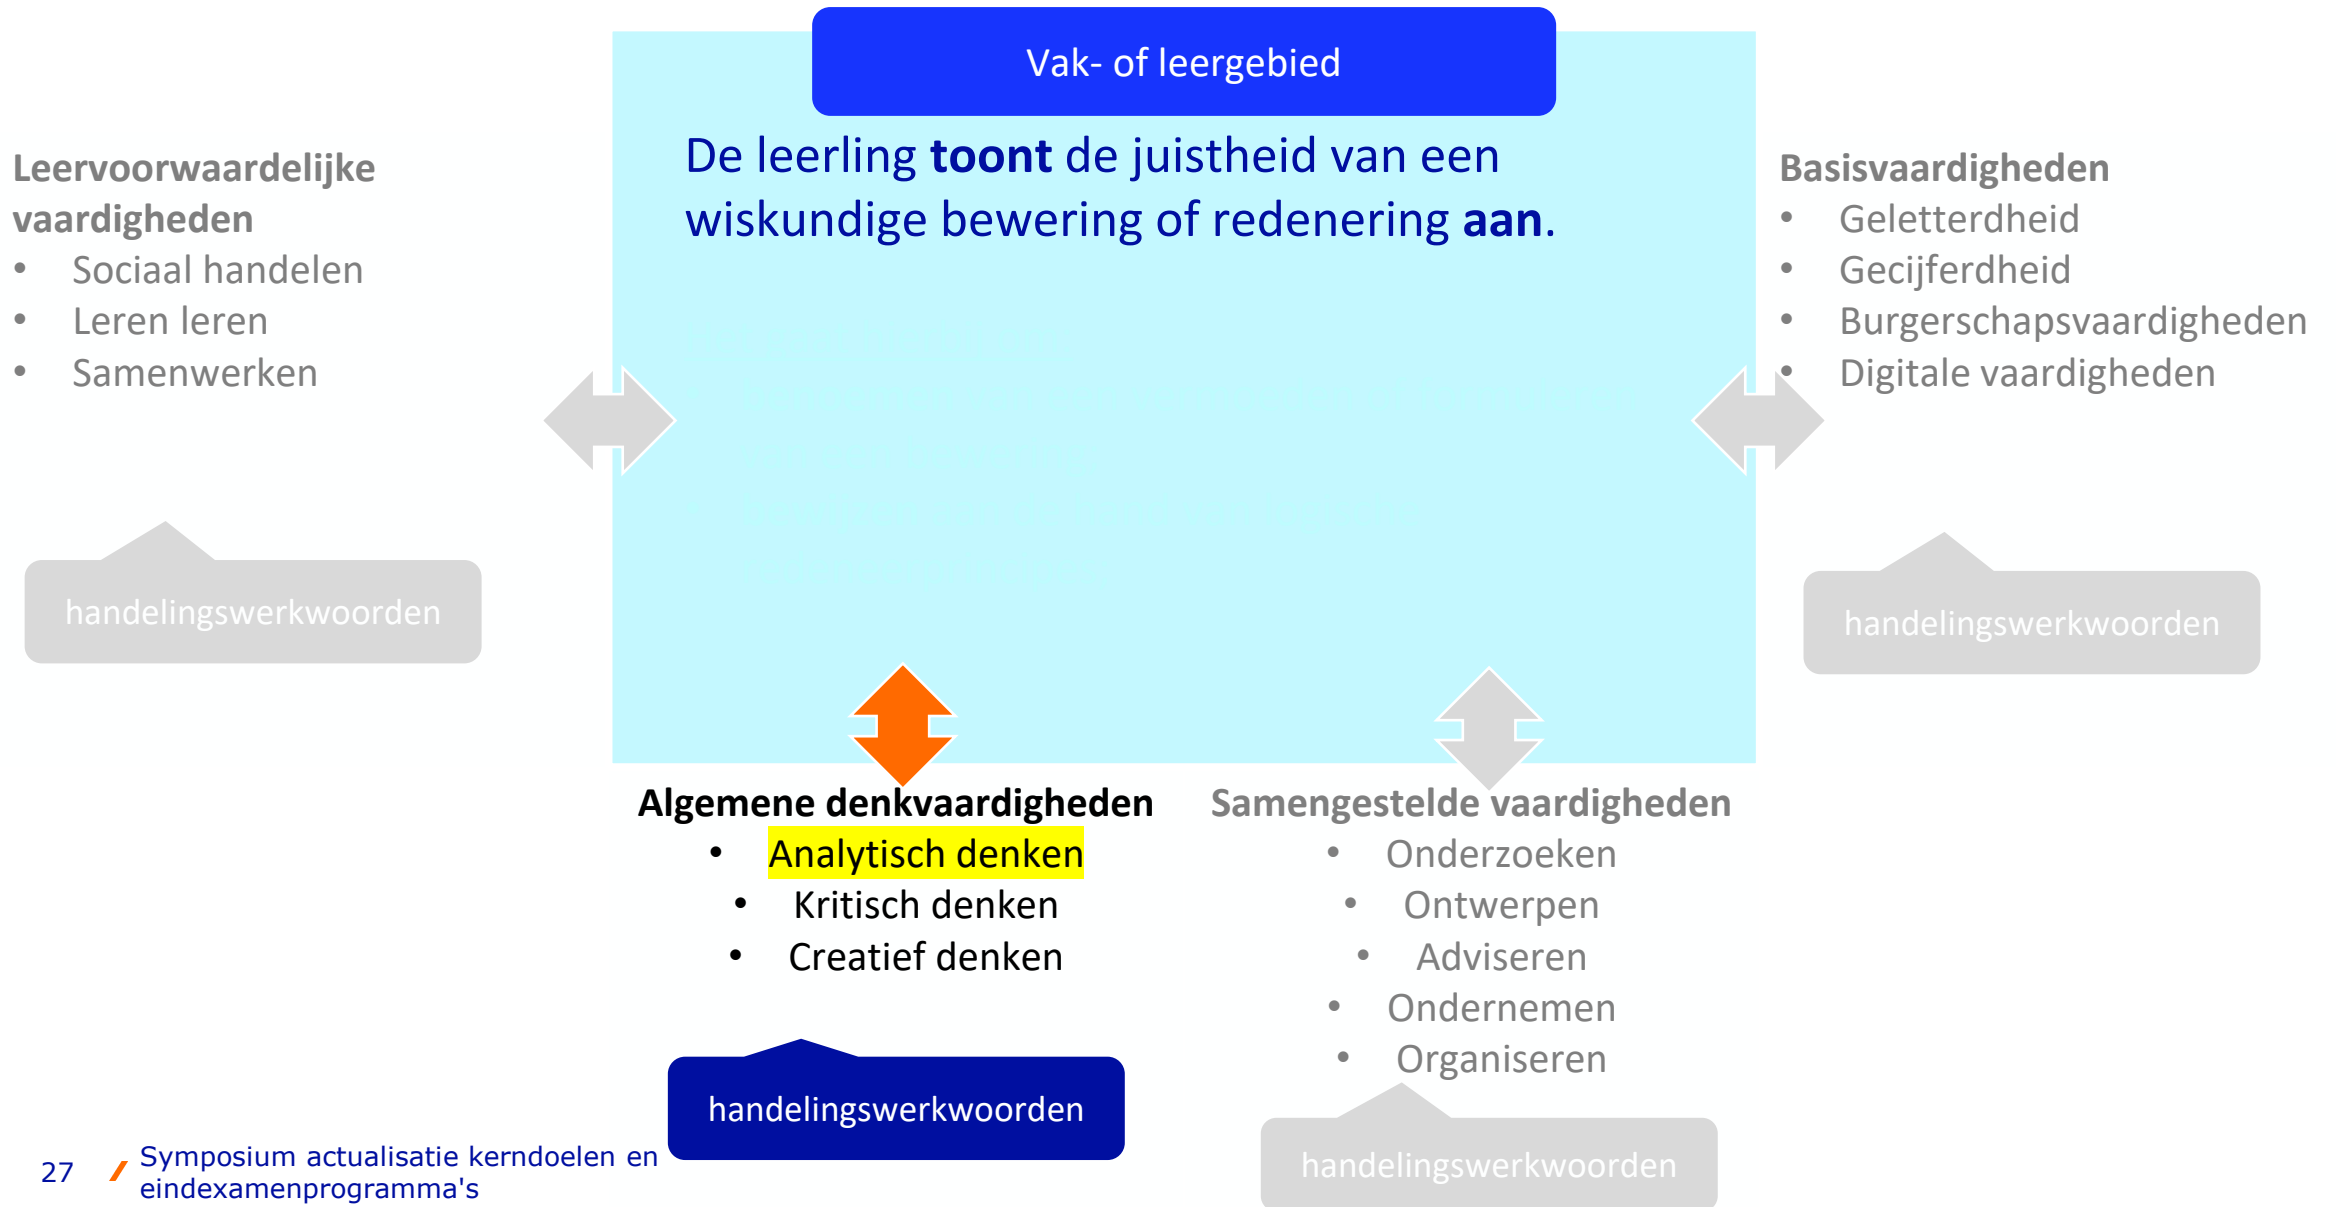 Vak- of leergebied
De leerling toont de juistheid van een
wiskundige bewering of redenering aan.
Leervoorwaardelijke
vaardigheden
• Sociaal handelen
• Leren leren
• Samenwerken
handelingswerkwoorden
Basisvaardigheden
• Geletterdheid
• Gecijferdheid
• Burgerschapsvaardigheden
• Digitale vaardigheden
handelingswerkwoorden
Algemene denkvaardigheden
• Analytisch denken
• Kritisch denken
• Creatief denken
handelingswerkwoorden
Samengestelde vaardigheden
• Onderzoeken
• Ontwerpen
• Adviseren
• Ondernemen
• Organiseren
handelingswerkwoorden
27
Symposium actualisatie kerndoelen en
eindexamenprogramma's